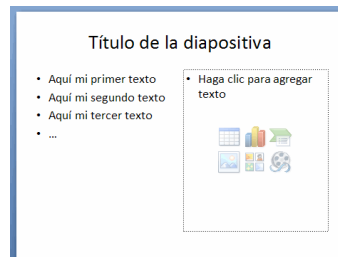 Título de la diapositiva
• Aquí mi primer texto
• Aquí mi segundo texto
• Aquí mi tercer texto
• ...
• Haga clic para agregar
texto